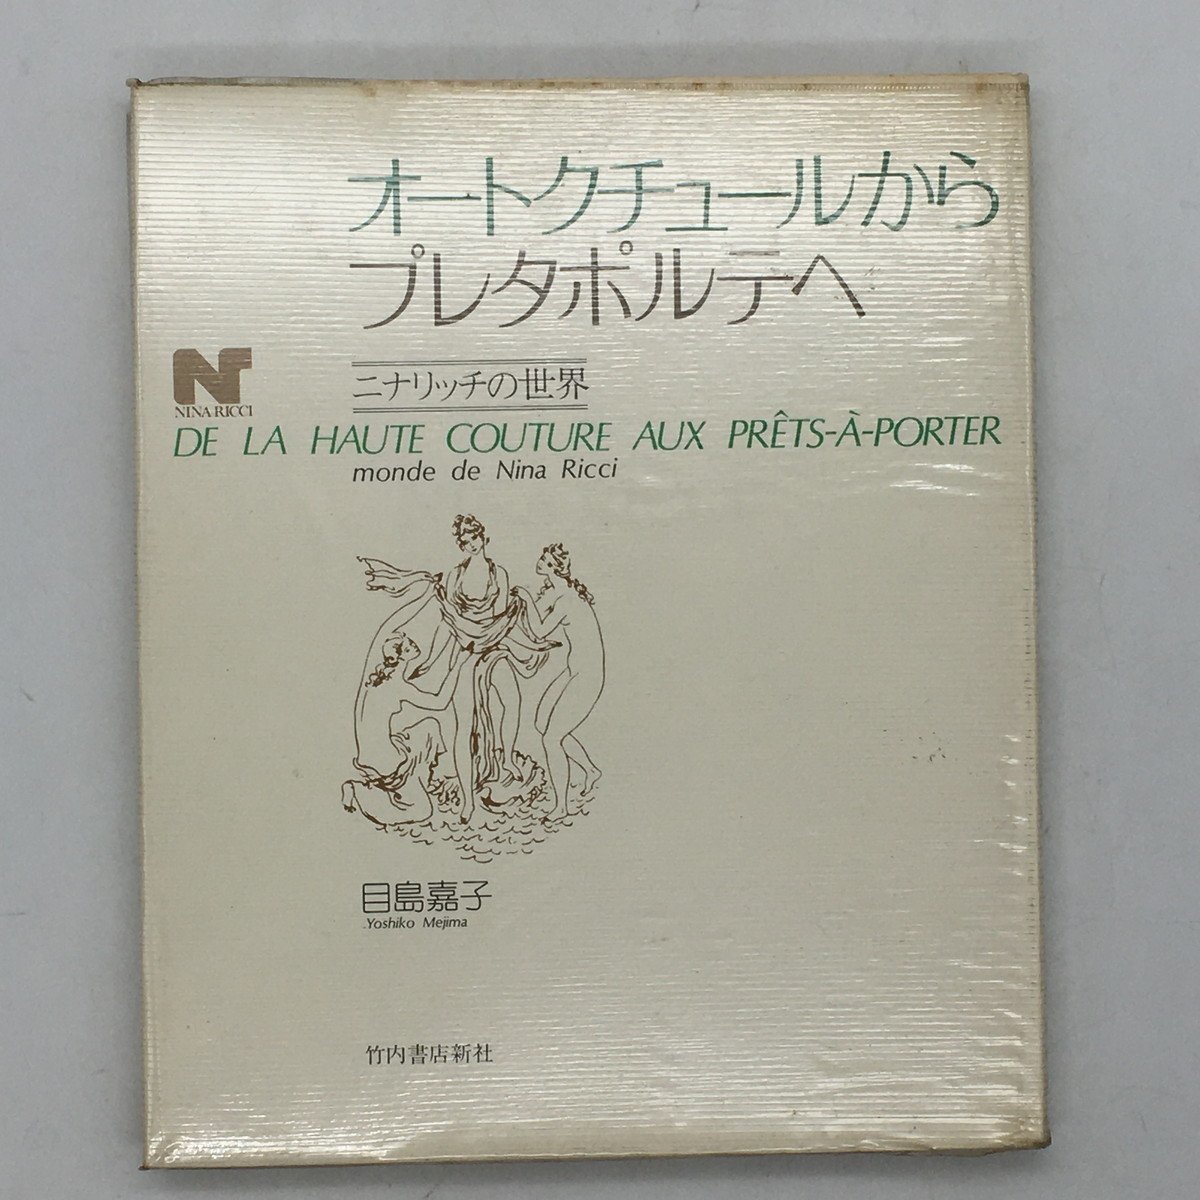 オートクチュールから
プレタポルテへ
NR
NINA RICCI
ニナリッチの世界
DE LA HAUTE COUTURE AUX PRÊTS-À-PORTER
monde de Nina Ricci
目島嘉子
Yoshiko Mejima
竹内書店新社